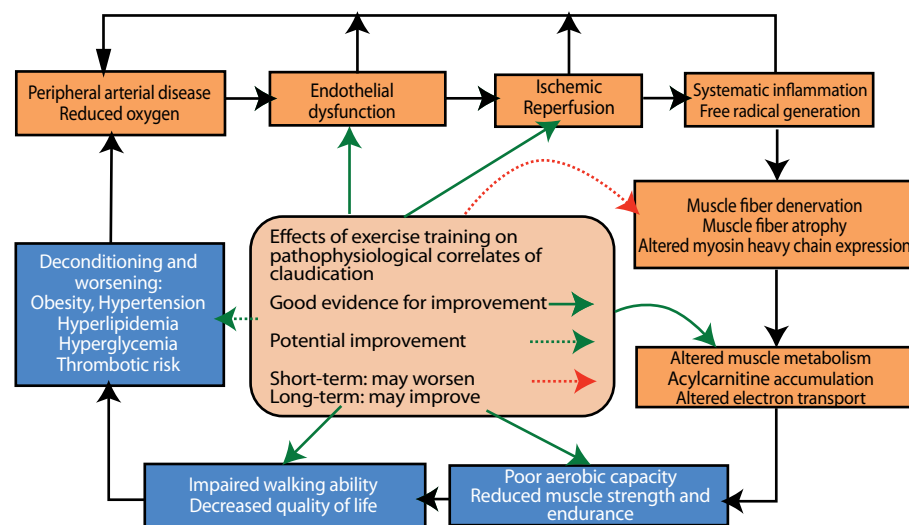 Peripheral arterial disease
Reduced oxygen
Endothelial
dysfunction
Ischemic
Reperfusion
Systematic inflammation
Free radical generation
Muscle fiber denervation
Muscle fiber atrophy
Altered myosin heavy chain expression
Effects of exercise training on
pathophysiological correlates of
claudication
Good evidence for improvement
Potential improvement
Short-term: may worsen
Long-term: may improve
Deconditioning and
worsening:
Obesity, Hypertension
Hyperlipidemia
Hyperglycemia
Thrombotic risk
Altered muscle metabolism
Acylcarnitine accumulation
Altered electron transport
Impaired walking ability
Decreased quality of life
Poor aerobic capacity
Reduced muscle strength and
endurance